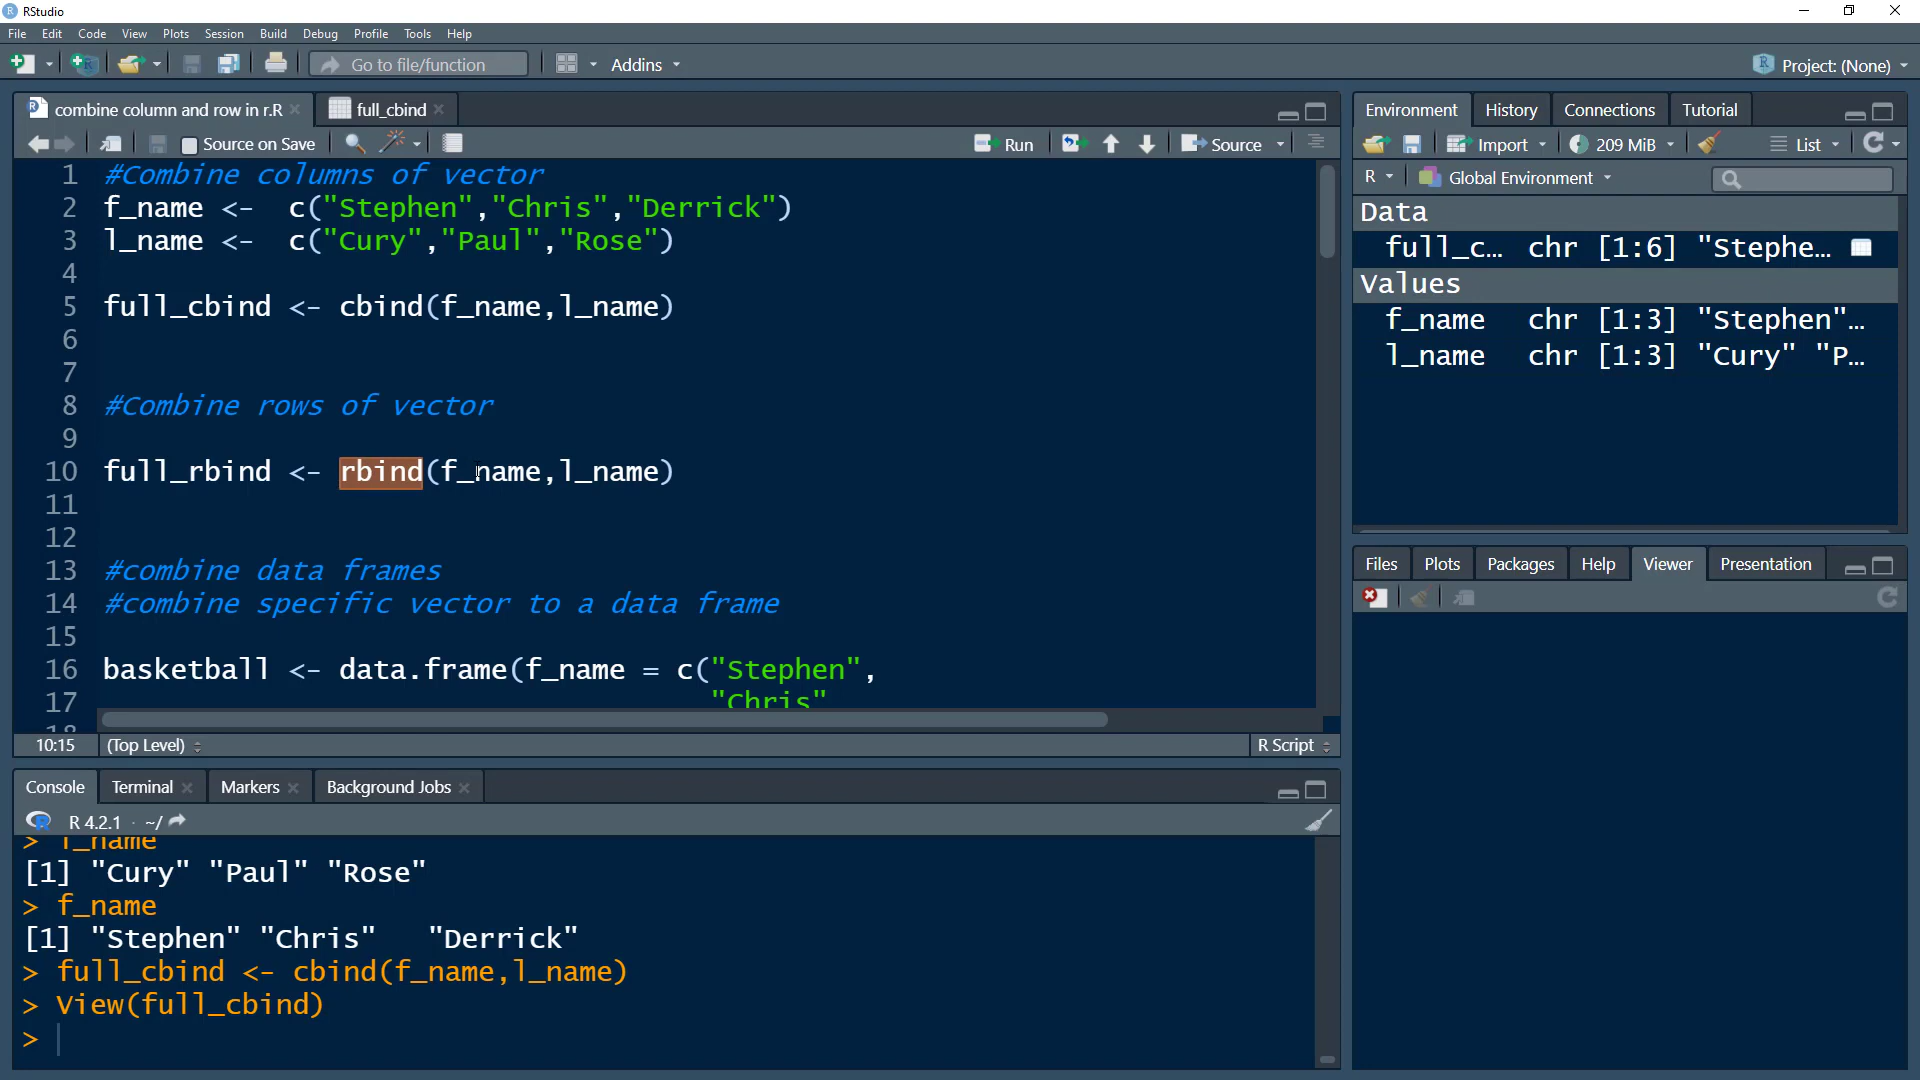 RStudio
File Edit Code View Plots Session Build Debug Profile Tools Help
Go to file/function Addins Project: (None)
combine column and row in r.R full_cbind
Source on Save Run Source
1 #Combine columns of vector
2 f_name <-  c("Stephen","Chris","Derrick")
3 l_name <-  c("Cury","Paul","Rose")
4
5 full_cbind <- cbind(f_name,l_name)
6
7
8 #Combine rows of vector
9
10 full_rbind <- rbind(f_name,l_name)
11
12
13 #combine data frames
14 #combine specific vector to a data frame
15
16 basketball <- data.frame(f_name = c("Stephen",
17 "Chris"
18
10:15 (Top Level) R Script
Console Terminal Markers Background Jobs
R 4.2.1 · ~/
> l_name
[1] "Cury" "Paul" "Rose"
> f_name
[1] "Stephen" "Chris"   "Derrick"
> full_cbind <- cbind(f_name,l_name)
> View(full_cbind)
>
Environment History Connections Tutorial
Import 209 MiB List
R Global Environment
Data
full_c… chr [1:6] "Stephe…
Values
f_name chr [1:3] "Stephen"…
l_name chr [1:3] "Cury" "P…
Files Plots Packages Help Viewer Presentation